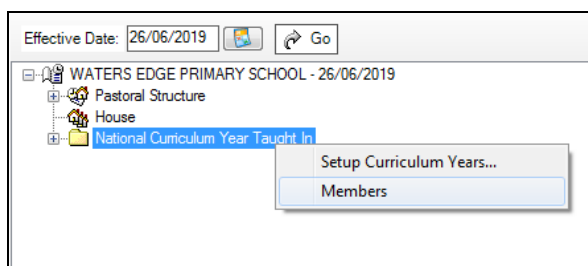 Effective Date: 26/06/2019 Go
WATERS EDGE PRIMARY SCHOOL - 26/06/2019
Pastoral Structure
House
National Curriculum Year Taught In
Setup Curriculum Years...
Members